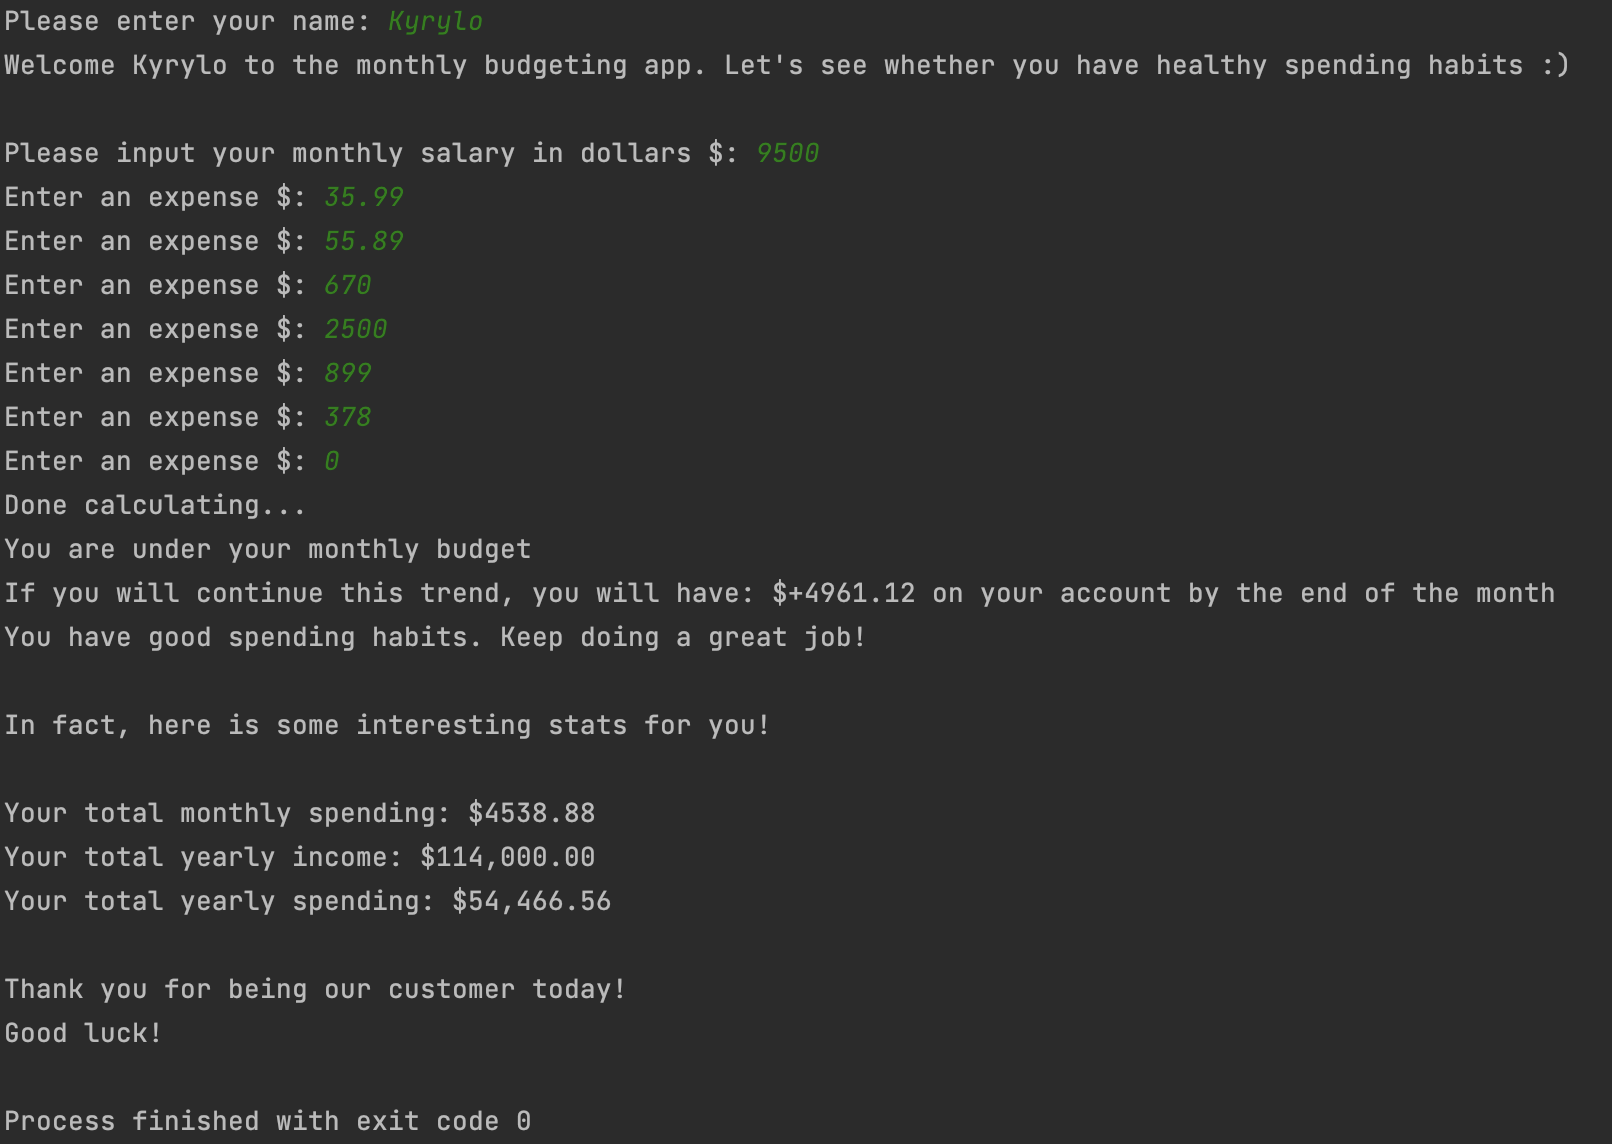 Please enter your name: Kyrylo
Welcome Kyrylo to the monthly budgeting app. Let's see whether you have healthy spending habits :)
Please input your monthly salary in dollars $: 9500
Enter an expense $: 35.99
Enter an expense $: 55.89
Enter an expense $: 670
Enter an expense $: 2500
Enter an expense $: 899
Enter an expense $: 378
Enter an expense $: 0
Done calculating...
You are under your monthly budget
If you will continue this trend, you will have: $+4961.12 on your account by the end of the month
You have good spending habits. Keep doing a great job!
In fact, here is some interesting stats for you!
Your total monthly spending: $4538.88
Your total yearly income: $114,000.00
Your total yearly spending: $54,466.56
Thank you for being our customer today!
Good luck!
Process finished with exit code 0